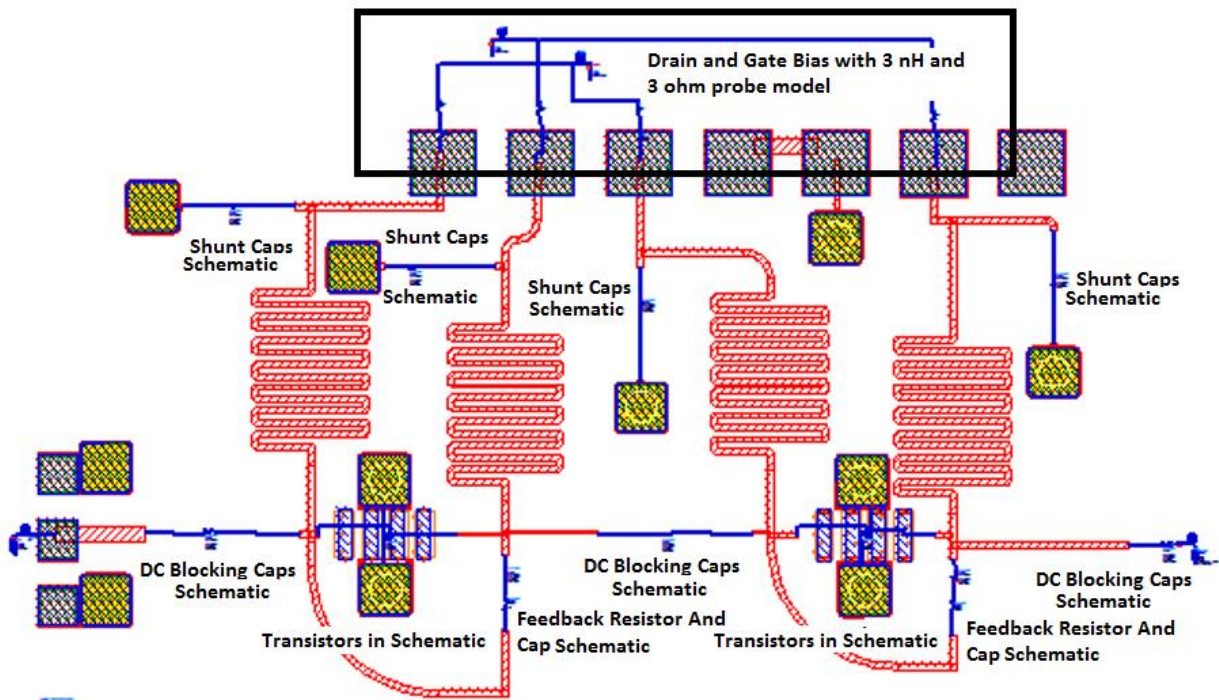 Drain and Gate Bias with 3 nH and
3 ohm probe model
Shunt Caps
Schematic
Shunt Caps
Schematic
Shunt Caps
Schematic
Shunt Caps
Schematic
DC Blocking Caps
Schematic
DC Blocking Caps
Schematic
DC Blocking Caps
Schematic
Transistors in Schematic
Feedback Resistor And
Cap Schematic
Transistors in Schematic
Feedback Resistor And
Cap Schematic